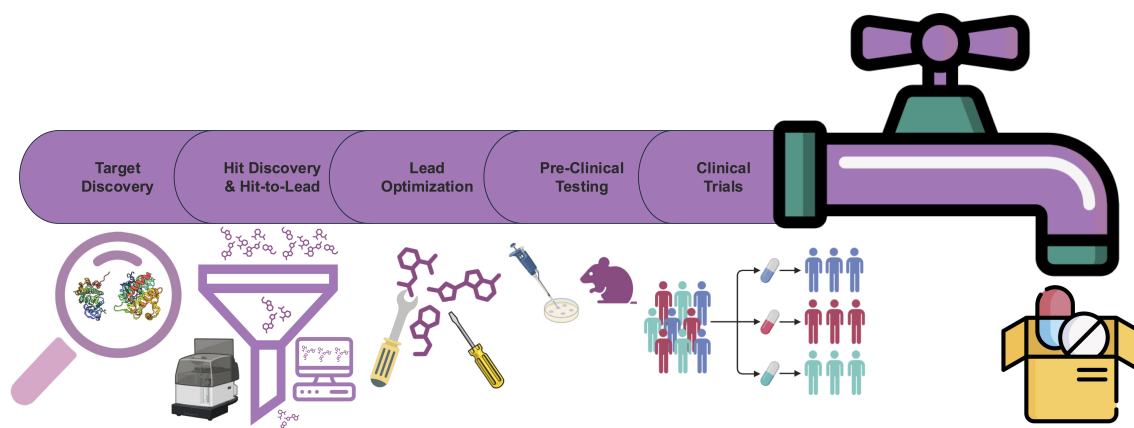 Target
Discovery
Hit Discovery
& Hit-to-Lead
Lead
Optimization
Pre-Clinical
Testing
Clinical
Trials